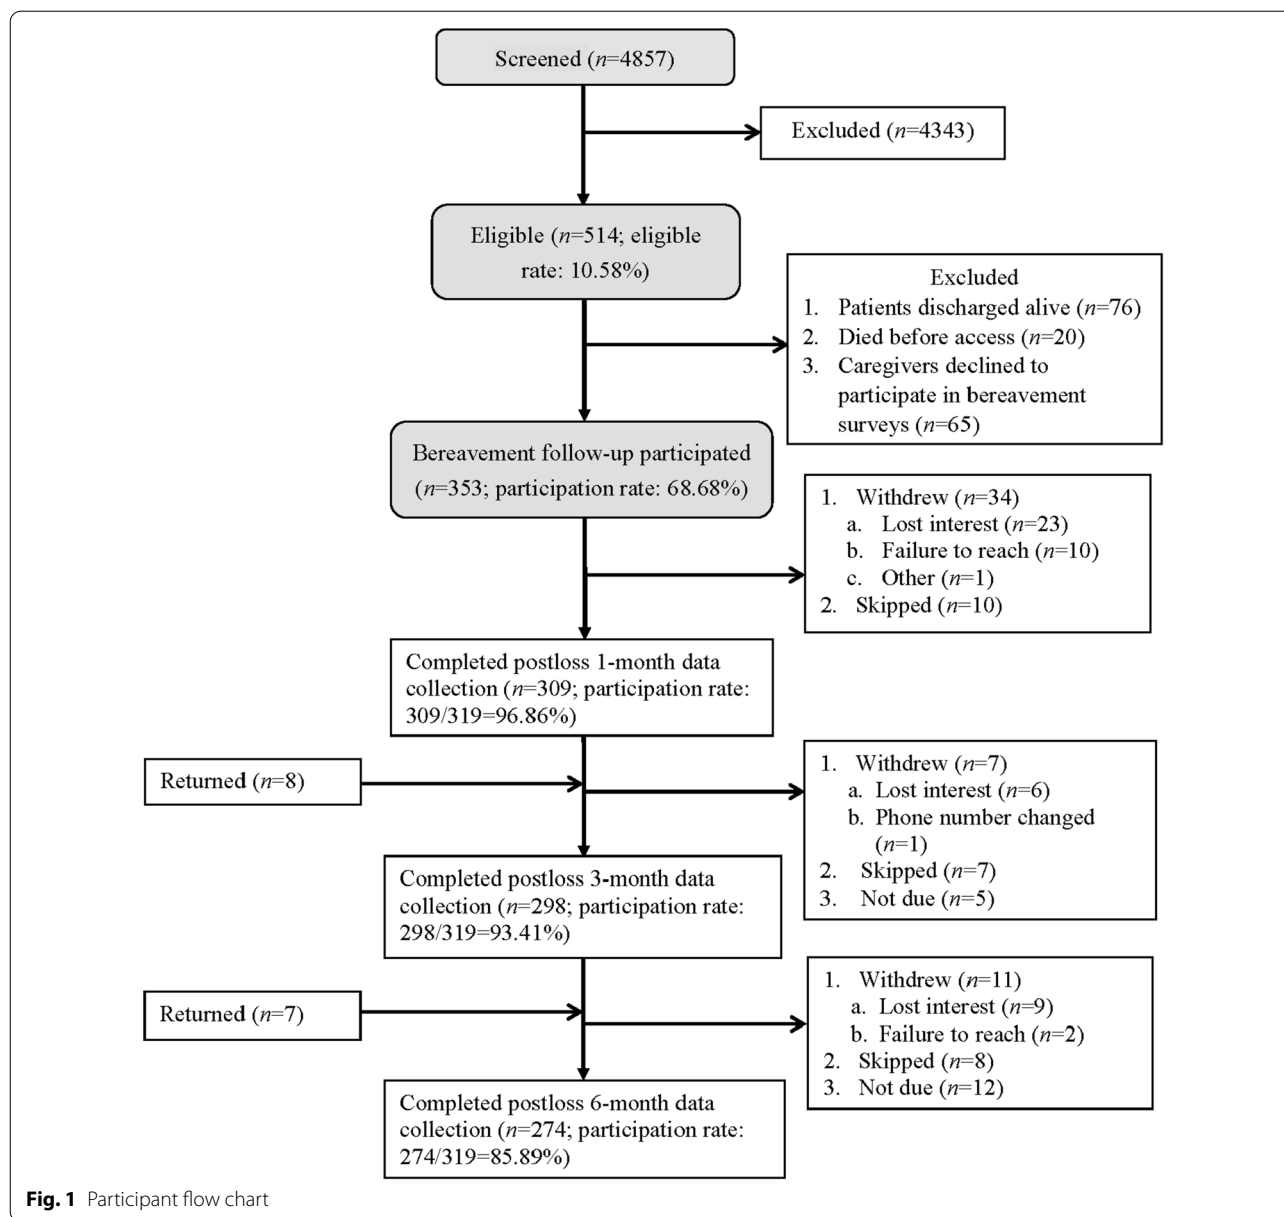 Screened (n=4857)
Excluded (n=4343)
Eligible (n=514; eligible
rate: 10.58%)
Excluded
1. Patients discharged alive (n=76)
2. Died before access (n=20)
3. Caregivers declined to
participate in bereavement
surveys (n=65)
Bereavement follow-up participated
(n=353; participation rate: 68.68%)
1. Withdrew (n=34)
a. Lost interest (n=23)
b. Failure to reach (n=10)
c. Other (n=1)
2. Skipped (n=10)
Completed postloss 1-month data
collection (n=309; participation rate:
309/319=96.86%)
Returned (n=8)
1. Withdrew (n=7)
a. Lost interest (n=6)
b. Phone number changed
(n=1)
2. Skipped (n=7)
3. Not due (n=5)
Completed postloss 3-month data
collection (n=298; participation rate:
298/319=93.41%)
Returned (n=7)
1. Withdrew (n=11)
a. Lost interest (n=9)
b. Failure to reach (n=2)
2. Skipped (n=8)
3. Not due (n=12)
Completed postloss 6-month data
collection (n=274; participation rate:
274/319=85.89%)
Fig. 1 Participant flow chart